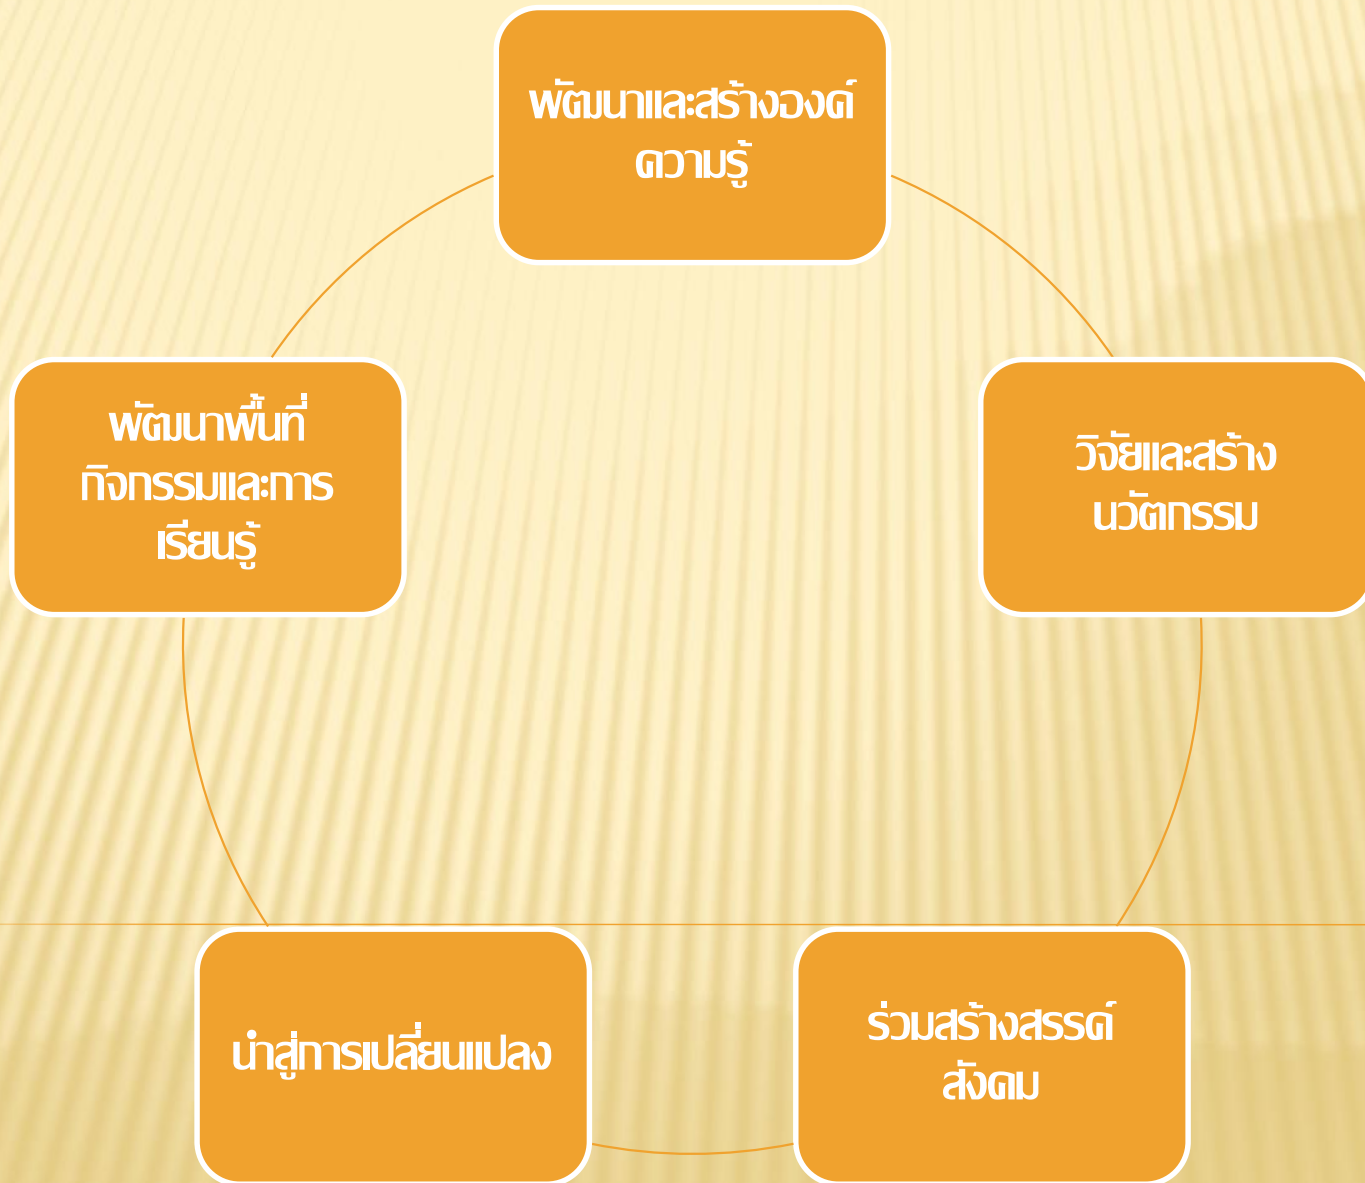 พัฒนาและสร้างองค์
ความรู้
พัฒนาพื้นที่
กิจกรรมและการ
เรียนรู้
วิจัยและสร้าง
นวัตกรรม
นำสู่การเปลี่ยนแปลง
ร่วมสร้างสรรค์
สังคม